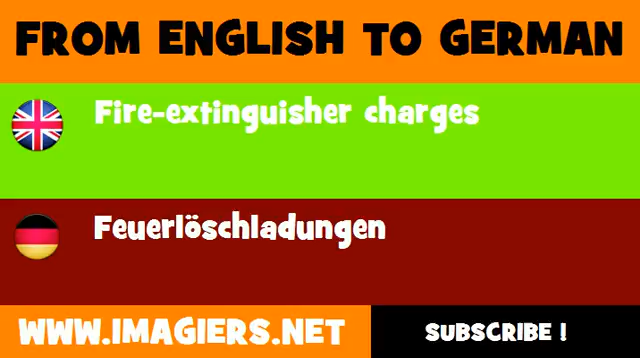 FROM ENGLISH TO GERMAN
Fire-extinguisher charges
Feuerlöschladungen
WWW.IMAGIERS.NET
SUBSCRIBE !